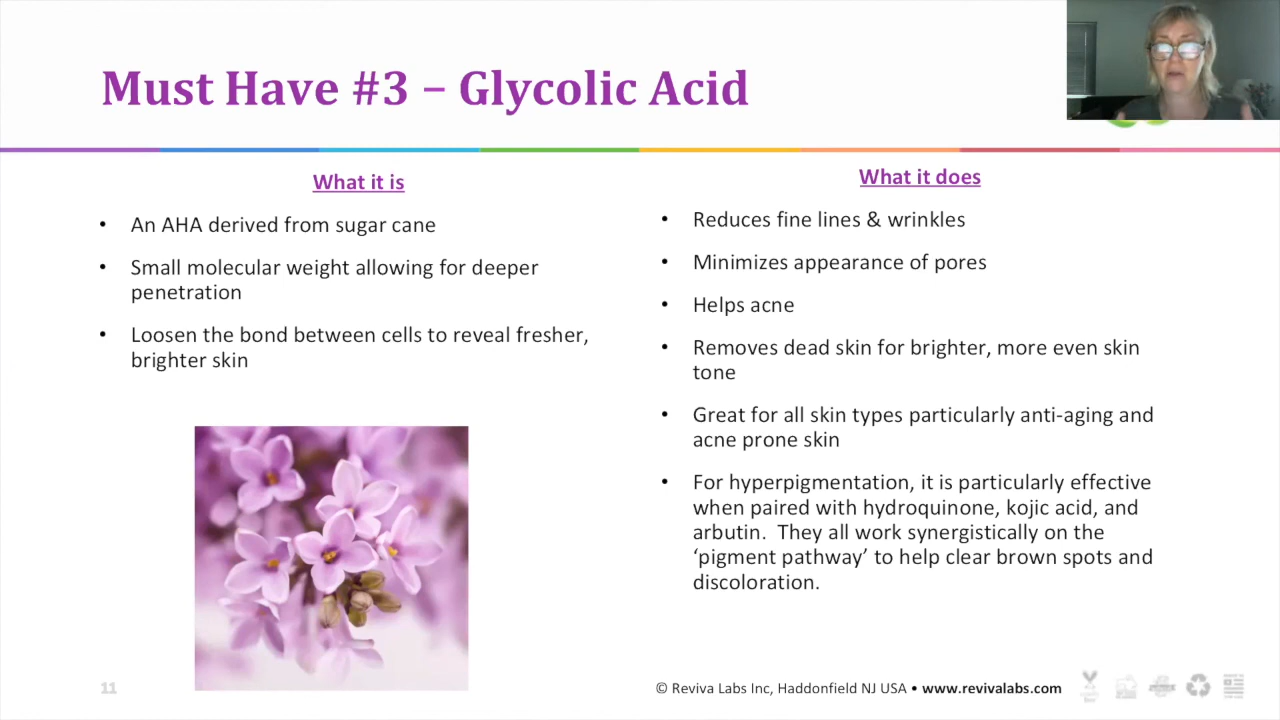 Must Have #3 – Glycolic Acid
What it is
• An AHA derived from sugar cane
• Small molecular weight allowing for deeper
penetration
• Loosen the bond between cells to reveal fresher,
brighter skin
What it does
• Reduces fine lines & wrinkles
• Minimizes appearance of pores
• Helps acne
• Removes dead skin for brighter, more even skin
tone
• Great for all skin types particularly anti-aging and
acne prone skin
• For hyperpigmentation, it is particularly effective
when paired with hydroquinone, kojic acid, and
arbutin.  They all work synergistically on the
‘pigment pathway’ to help clear brown spots and
discoloration.
11
© Reviva Labs Inc, Haddonfield NJ USA • www.revivalabs.com